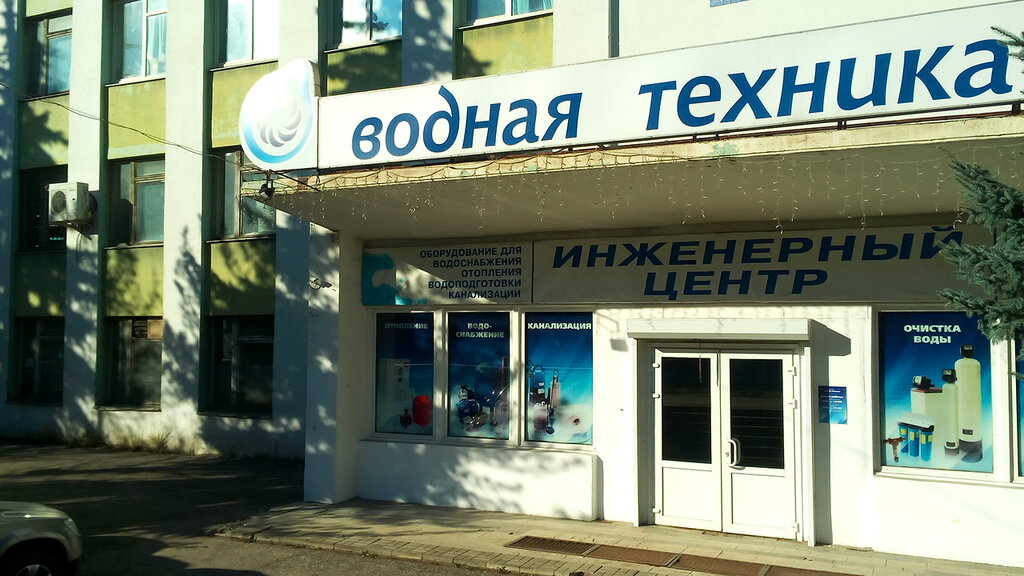 водная техника
ОБОРУДОВАНИЕ ДЛЯ
ВОДОСНАБЖЕНИЯ
ОТОПЛЕНИЯ
ВОДОПОДГОТОВКИ
КАНАЛИЗАЦИИ
ИНЖЕНЕРНЫЙ
ЦЕНТР
ОТОПЛЕНИЕ
ВОДО-
СНАБЖЕНИЕ
КАНАЛИЗАЦИЯ
ОЧИСТКА
ВОДЫ